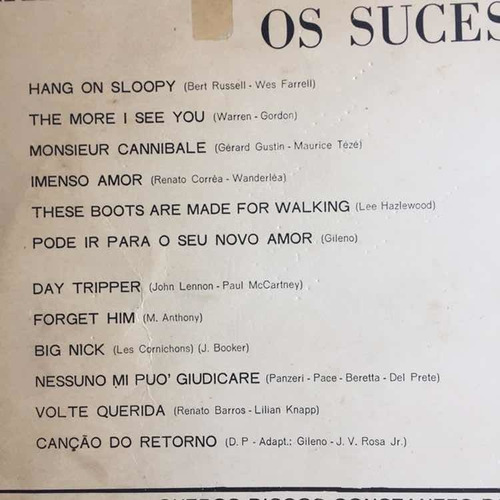 OS SUCES
HANG ON SLOOPY (Bert Russell - Wes Farrell)
THE MORE I SEE YOU (Warren - Gordon)
MONSIEUR CANNIBALE (Gérard Gustin - Maurice Tézé)
IMENSO AMOR (Renato Corrêa - Wanderléa)
THESE BOOTS ARE MADE FOR WALKING (Lee Hazlewood)
PODE IR PARA O SEU NOVO AMOR (Gileno)
DAY TRIPPER (John Lennon - Paul McCartney)
FORGET HIM (M. Anthony)
BIG NICK (Les Cornichons) (J. Booker)
NESSUNO MI PUO' GIUDICARE (Panzeri - Pace - Beretta - Del Prete)
VOLTE QUERIDA (Renato Barros - Lilian Knapp)
CANÇÃO DO RETORNO (D. P - Adapt.: Gileno - J. V. Rosa Jr.)